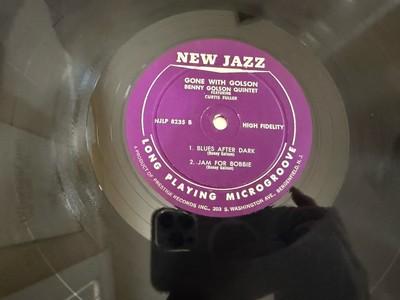 NEW JAZZ
GONE WITH GOLSON
BENNY GOLSON QUINTET
FEATURING
CURTIS FULLER
NJLP 8235 B
HIGH FIDELITY
1. BLUES AFTER DARK
(Benny Golson)
2. JAM FOR BOBBIE
(Benny Golson)
LONG PLAYING MICROGROOVE
A PRODUCT OF PRESTIGE RECORDS INC., 203 S. WASHINGTON AVE., BERGENFIELD, N. J.